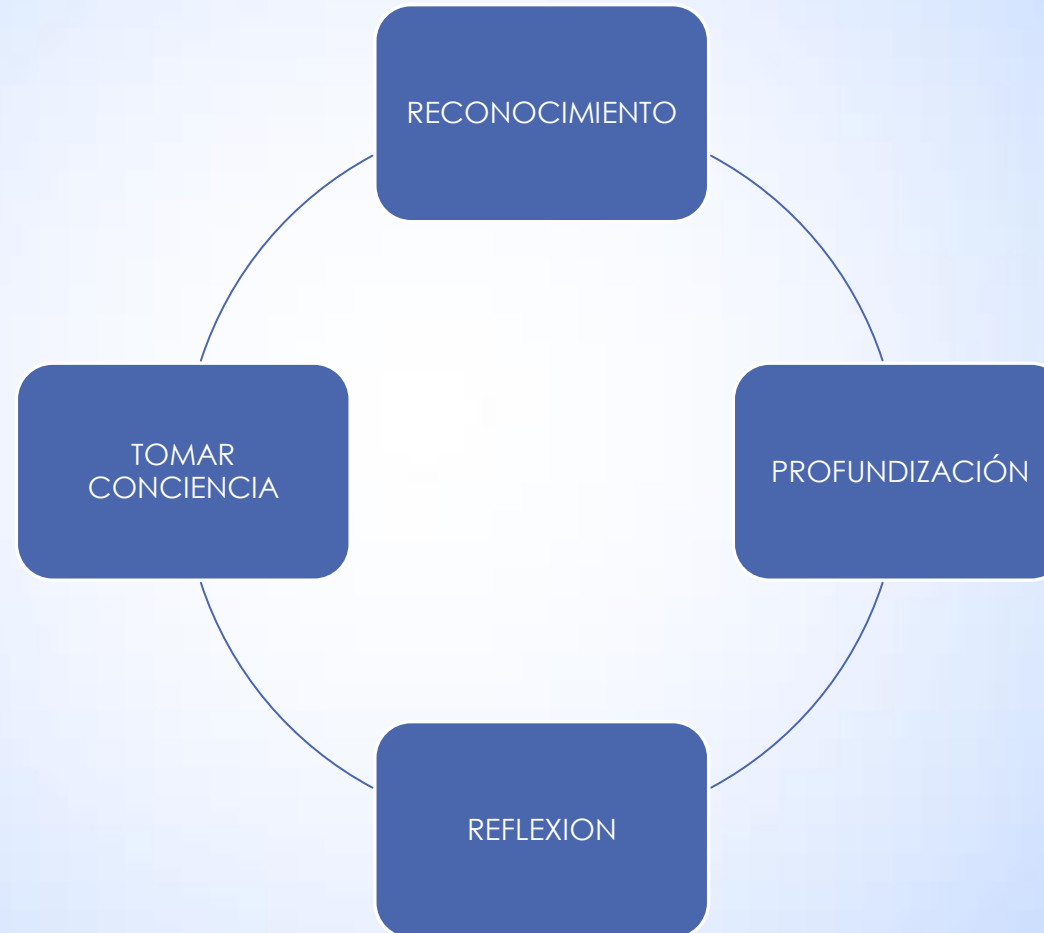 RECONOCIMIENTO
TOMAR
CONCIENCIA
PROFUNDIZACIÓN
REFLEXION